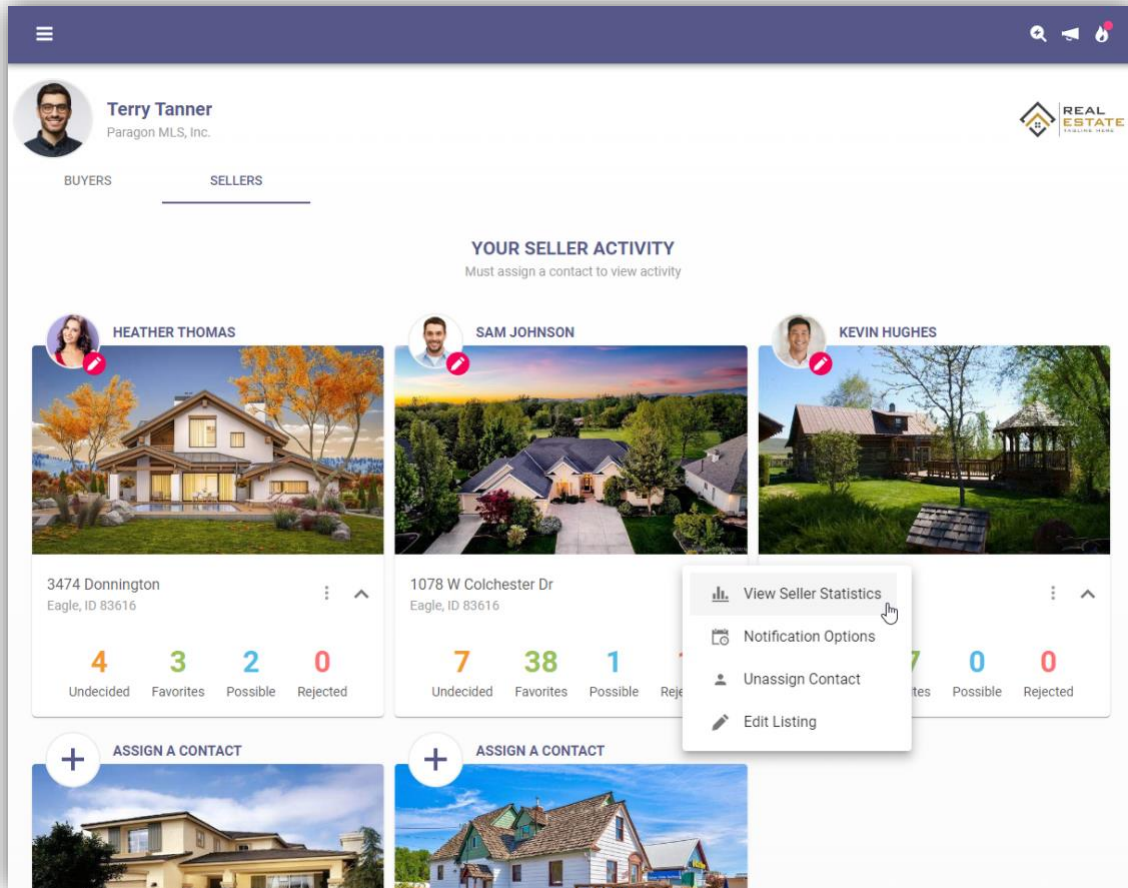 Terry Tanner
Paragon MLS, Inc.
REAL
ESTATE
TAGLINE HERE
BUYERS SELLERS
YOUR SELLER ACTIVITY
Must assign a contact to view activity
HEATHER THOMAS
3474 Donnington
Eagle, ID 83616
4 3 2 0
Undecided Favorites Possible Rejected
SAM JOHNSON
1078 W Colchester Dr
Eagle, ID 83616
7 38 1
Undecided Favorites Possible
KEVIN HUGHES
View Seller Statistics
Notification Options
Unassign Contact
Edit Listing
0 0
Possible Rejected
ASSIGN A CONTACT
ASSIGN A CONTACT